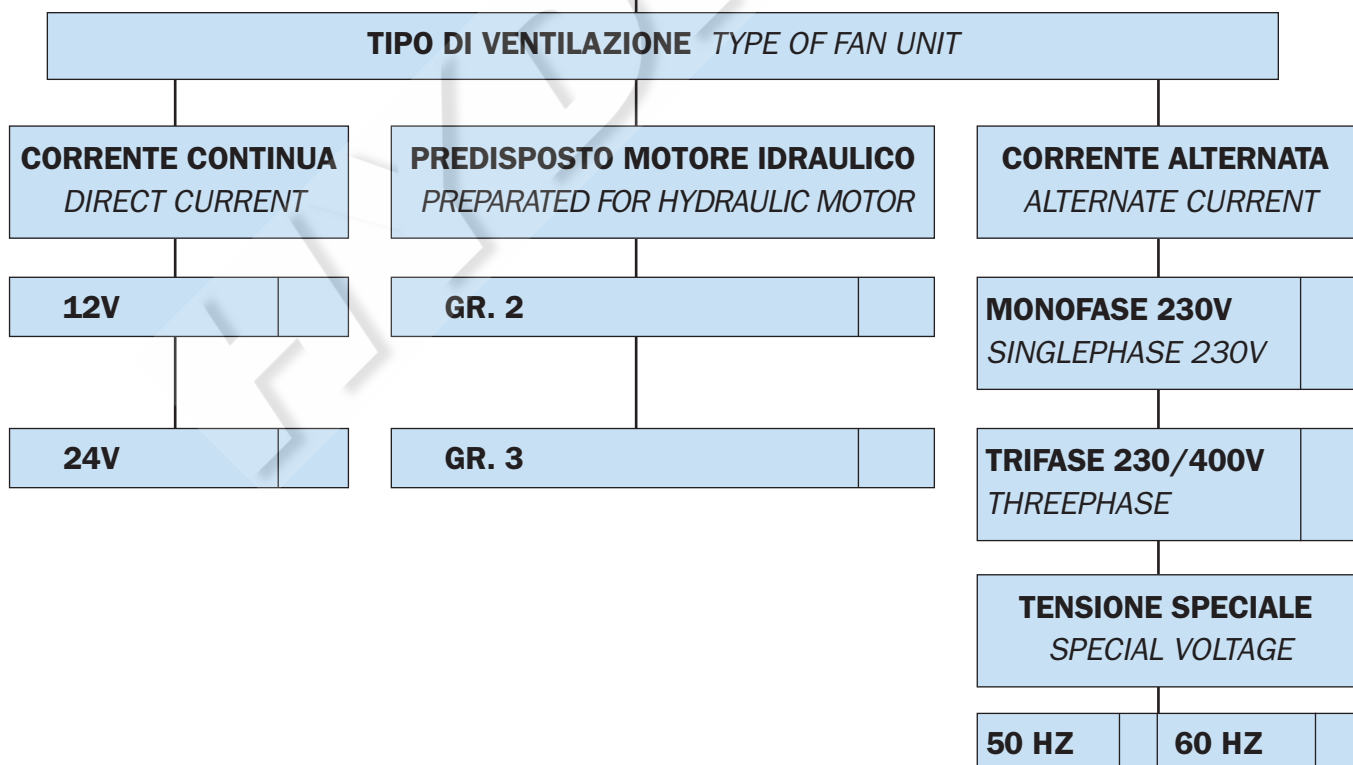 TIPO DI VENTILAZIONE TYPE OF FAN UNIT
CORRENTE CONTINUA
DIRECT CURRENT
PREDISPOSTO MOTORE IDRAULICO
PREPARATED FOR HYDRAULIC MOTOR
CORRENTE ALTERNATA
ALTERNATE CURRENT
12V
GR. 2
MONOFASE 230V
SINGLEPHASE 230V
24V
GR. 3
TRIFASE 230/400V
THREEPHASE
TENSIONE SPECIALE
SPECIAL VOLTAGE
50 HZ
60 HZ